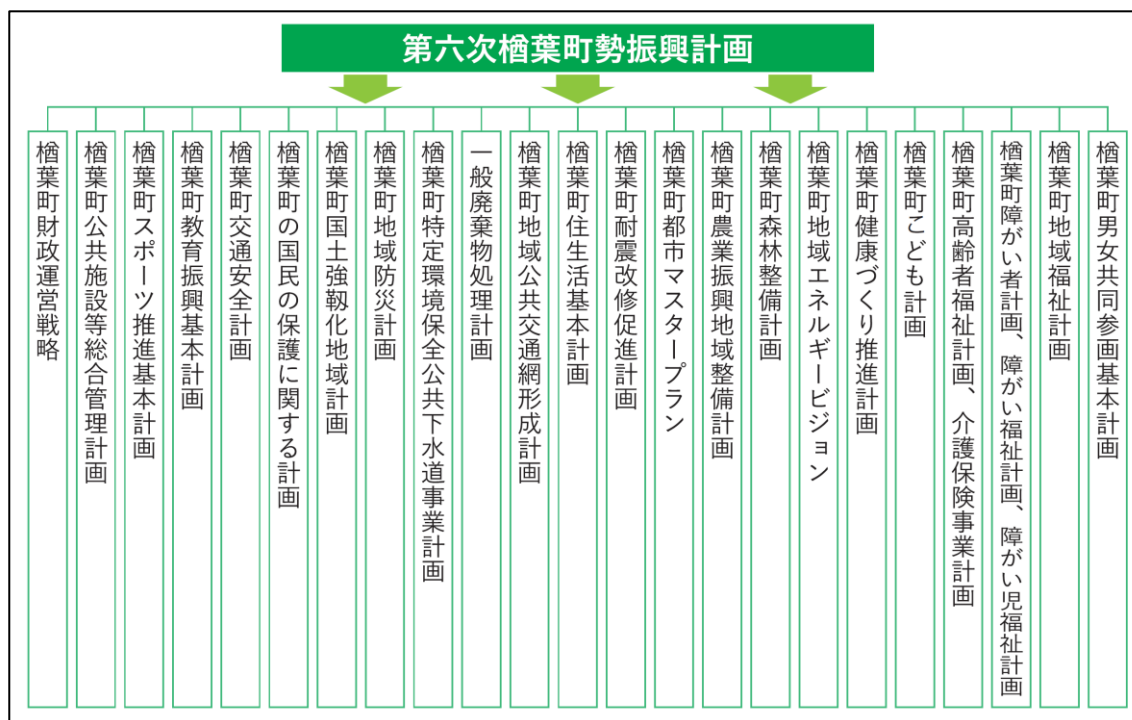 第六次楢葉町勢振興計画
楢葉町男女共同参画基本計画
楢葉町地域福祉計画
楢葉町障がい者計画、障がい福祉計画、障がい児福祉計画
楢葉町高齢者福祉計画、介護保険事業計画
楢葉町こども計画
楢葉町健康づくり推進計画
楢葉町地域エネルギービジョン
楢葉町森林整備計画
楢葉町農業振興地域整備計画
楢葉町都市マスタープラン
楢葉町耐震改修促進計画
楢葉町住生活基本計画
楢葉町地域公共交通網形成計画
一般廃棄物処理計画
楢葉町特定環境保全公共下水道事業計画
楢葉町地域防災計画
楢葉町国土強靱化地域計画
楢葉町の国民の保護に関する計画
楢葉町交通安全計画
楢葉町教育振興基本計画
楢葉町スポーツ推進基本計画
楢葉町公共施設等総合管理計画
楢葉町財政運営戦略